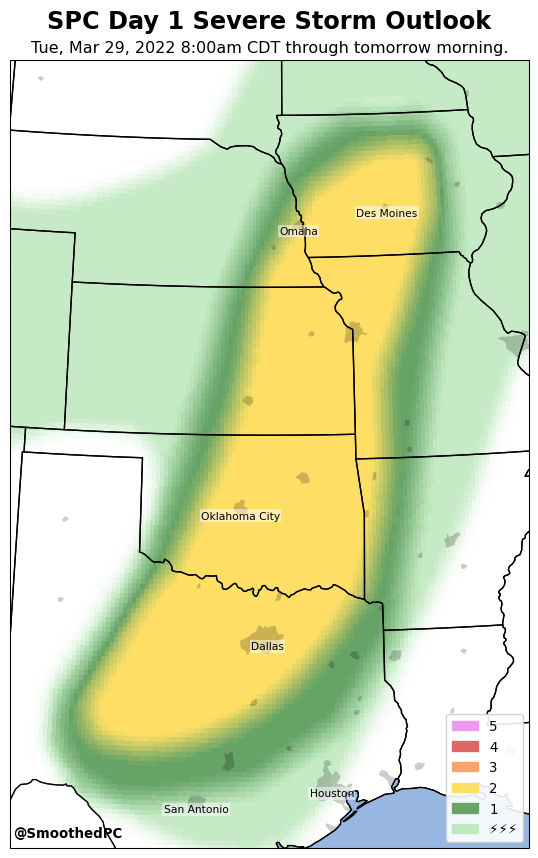 SPC Day 1 Severe Storm Outlook
Tue, Mar 29, 2022 8:00am CDT through tomorrow morning.
Des Moines
Omaha
Oklahoma City
Dallas
Houston
San Antonio
5
4
3
2
1
⚡⚡⚡
@SmoothedPC